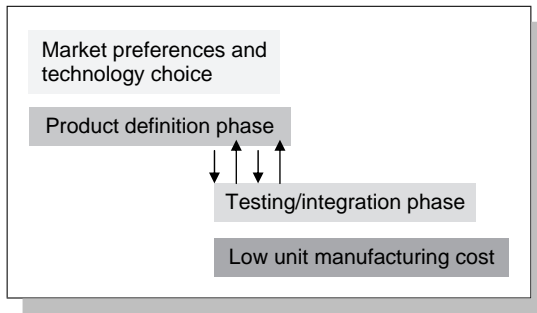 Market preferences and
technology choice
Product definition phase
Testing/integration phase
Low unit manufacturing cost